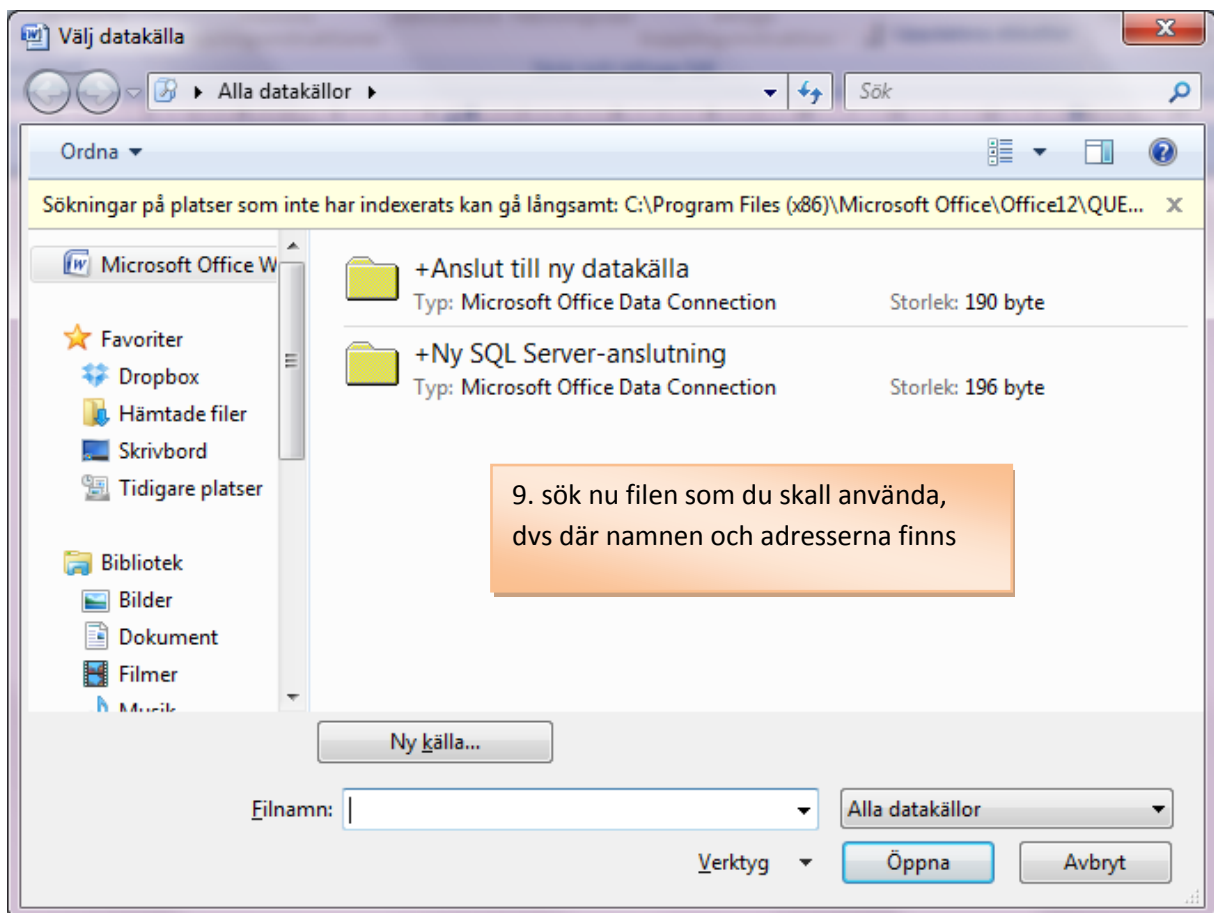 Välj datakälla
Alla datakällor
Sök
Ordna
Sökningar på platser som inte har indexerats kan gå långsamt: C:\Program Files (x86)\Microsoft Office\Office12\QUE... x
Microsoft Office W
Favoriter
Dropbox
Hämtade filer
Skrivbord
Tidigare platser
Bibliotek
Bilder
Dokument
Filmer
Musik
+Anslut till ny datakälla
Typ: Microsoft Office Data Connection Storlek: 190 byte
+Ny SQL Server-anslutning
Typ: Microsoft Office Data Connection Storlek: 196 byte
9. sök nu filen som du skall använda,
dvs där namnen och adresserna finns
Ny källa...
Filnamn:
Alla datakällor
Verktyg
Öppna
Avbryt